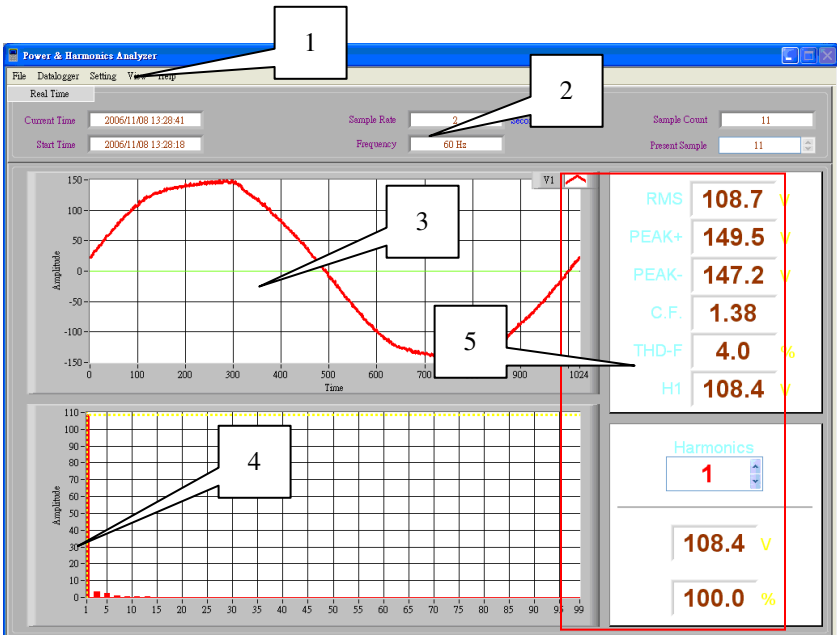 1
Power & Harmonics Analyzer
File Datalogger Setting View Help
2
Real Time
Current Time 2006/11/08 13:28:41 Sample Rate 2 Sample Count 11
Start Time 2006/11/08 13:28:18 Frequency 60 Hz Present Sample 11
V1
150
100
50
0
-50
-100
-150
Amplitude
3
5
0 100 200 300 400 500 600 700 900 1024
Time
RMS 108.7 V
PEAK+ 149.5 V
PEAK- 147.2 V
C.F. 1.38
THD-F 4.0 %
H1 108.4 V
110
100
90
80
70
60
50
40
30
20
10
0
Amplitude
4
1 5 10 15 20 25 30 35 40 45 50 55 60 65 70 75 80 85 90 95 99
Harmonics
1
108.4 V
100.0 %